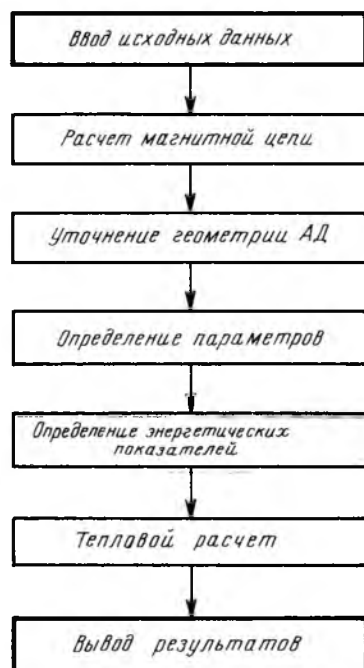 Ввод исходных данных
Расчет магнитной цепи
Уточнение геометрии АД
Определение параметров
Определение энергетических
показателей
Тепловой расчет
Вывод результатов